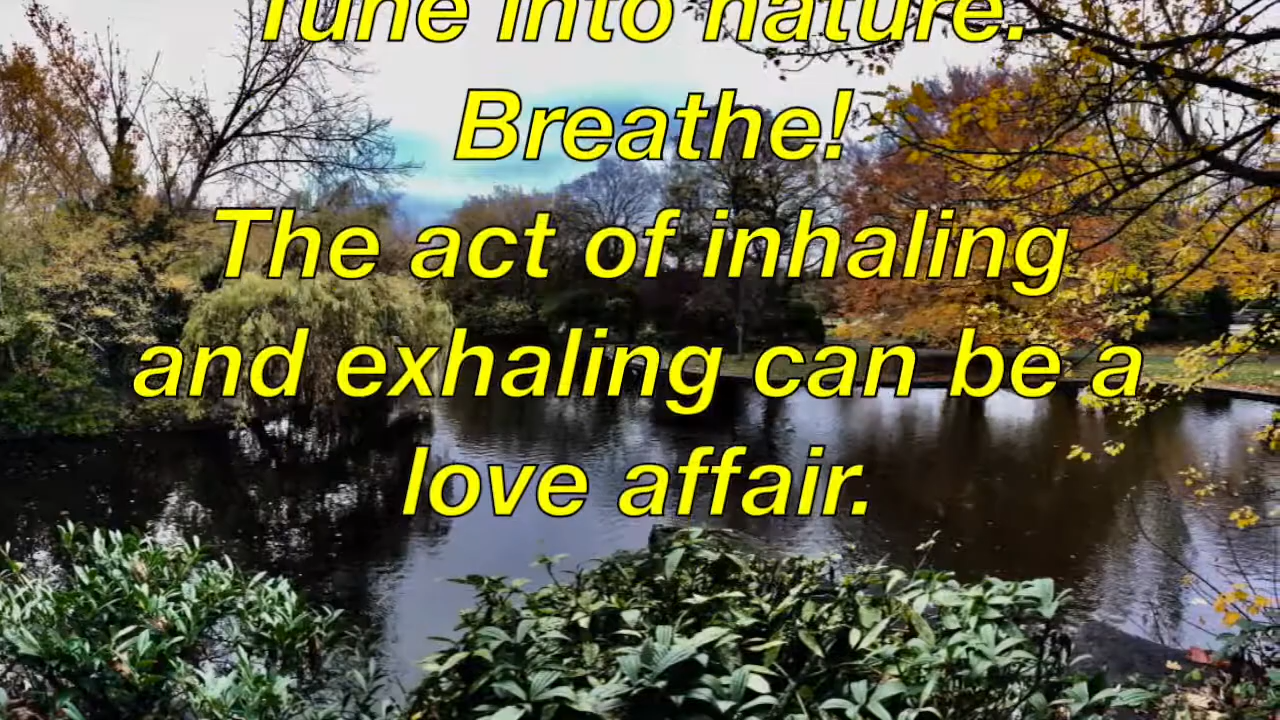 Tune into nature.
Breathe!
The act of inhaling
and exhaling can be a
love affair.